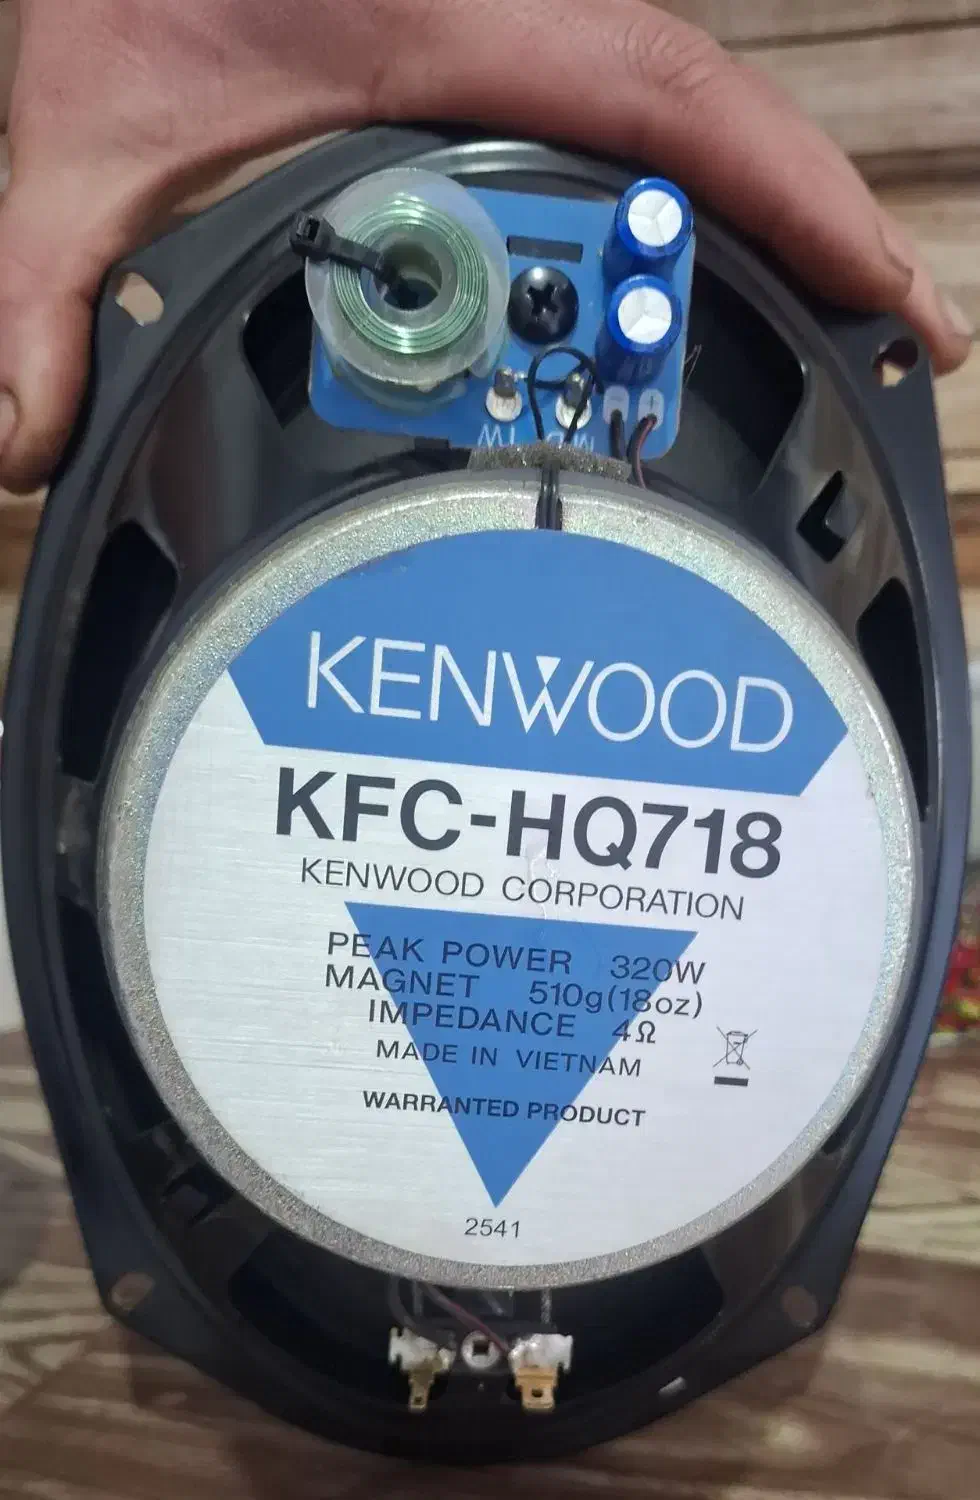 W T
MID
- +
KENWOOD
KFC-HQ718
KENWOOD CORPORATION
PEAK POWER 320W
MAGNET 510g(18oz)
IMPEDANCE 4Ω
MADE IN VIETNAM
WARRANTED PRODUCT
2541